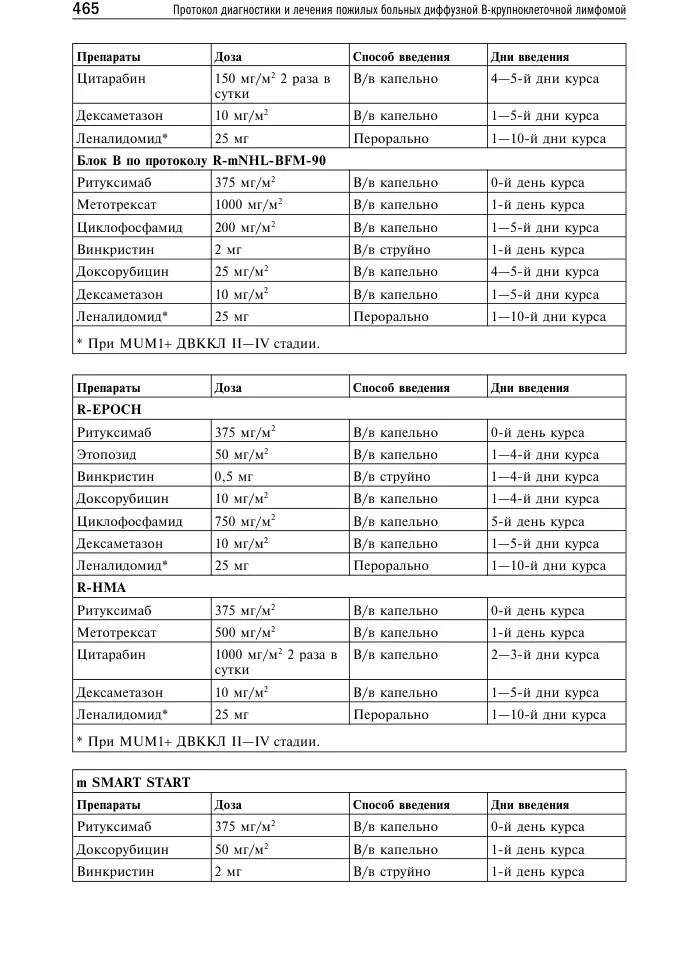 465 Протокол диагностики и лечения пожилых больных диффузной В-крупноклеточной лимфомой
Препараты Доза Способ введения Дни введения
Цитарабин 150 мг/м² 2 раза в сутки В/в капельно 4—5-й дни курса
Дексаметазон 10 мг/м² В/в капельно 1—5-й дни курса
Леналидомид* 25 мг Перорально 1—10-й дни курса
Блок В по протоколу R-mNHL-BFM-90
Ритуксимаб 375 мг/м² В/в капельно 0-й день курса
Метотрексат 1000 мг/м² В/в капельно 1-й день курса
Циклофосфамид 200 мг/м² В/в капельно 1—5-й дни курса
Винкристин 2 мг В/в струйно 1-й день курса
Доксорубицин 25 мг/м² В/в капельно 4—5-й дни курса
Дексаметазон 10 мг/м² В/в капельно 1—5-й дни курса
Леналидомид* 25 мг Перорально 1—10-й дни курса
* При MUM1+ ДВККЛ II—IV стадии.
Препараты Доза Способ введения Дни введения
R-EPOCH
Ритуксимаб 375 мг/м² В/в капельно 0-й день курса
Этопозид 50 мг/м² В/в капельно 1—4-й дни курса
Винкристин 0,5 мг В/в струйно 1—4-й дни курса
Доксорубицин 10 мг/м² В/в капельно 1—4-й дни курса
Циклофосфамид 750 мг/м² В/в капельно 5-й день курса
Дексаметазон 10 мг/м² В/в капельно 1—5-й дни курса
Леналидомид* 25 мг Перорально 1—10-й дни курса
R-HMA
Ритуксимаб 375 мг/м² В/в капельно 0-й день курса
Метотрексат 500 мг/м² В/в капельно 1-й день курса
Цитарабин 1000 мг/м² 2 раза в сутки В/в капельно 2—3-й дни курса
Дексаметазон 10 мг/м² В/в капельно 1—5-й дни курса
Леналидомид* 25 мг Перорально 1—10-й дни курса
* При MUM1+ ДВККЛ II—IV стадии.
m SMART START
Препараты Доза Способ введения Дни введения
Ритуксимаб 375 мг/м² В/в капельно 0-й день курса
Доксорубицин 50 мг/м² В/в капельно 1-й день курса
Винкристин 2 мг В/в струйно 1-й день курса